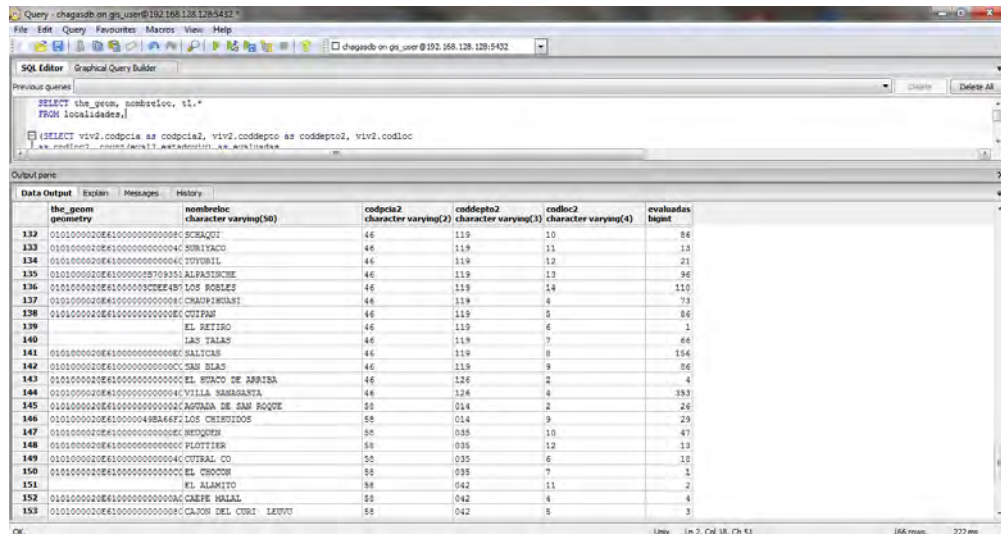 Query - chagasdb on gis_user@192.168.128.128:5432 *
File Edit Query Favourites Macros View Help
chagasdb on gis_user@192.168.128.128:5432
SQL Editor Graphical Query Builder
Previous queries Delete Delete All
SELECT the_geom, nombreloc, t1.*
FROM localidades,
(SELECT viv2.codpcia as codpcia2, viv2.coddepto as coddepto2, viv2.codloc
as codloc2, count(eval2.estadoviv) as evaluadas
Output pane
Data Output Explain Messages History
the_geom nombreloc codpcia2 coddepto2 codloc2 evaluadas
geometry character varying(50) character varying(2) character varying(3) character varying(4) bigint
132 SCHAQUI 46 119 10 86
133 SURIYACO 46 119 11 13
134 TUYUBIL 46 119 12 21
135 ALPASINCHE 46 119 13 96
136 LOS ROBLES 46 119 14 110
137 CHAUPIHUASI 46 119 4 73
138 CUIPAN 46 119 5 86
139 EL RETIRO 46 119 6 1
140 LAS TALAS 46 119 7 66
141 SALICAS 46 119 8 156
142 SAN BLAS 46 119 9 86
143 EL HUACO DE ARRIBA 46 126 2 4
144 VILLA SANAGASTA 46 126 4 353
145 AGUADA DE SAN ROQUE 58 014 2 26
146 LOS CHIHUIDOS 58 014 9 29
147 NEUQUEN 58 035 10 47
148 PLOTTIER 58 035 12 13
149 CUTRAL CO 58 035 6 18
150 EL CHOCON 58 035 7 1
151 EL ALAMITO 58 042 11 2
152 CAEPE MALAL 58 042 4 4
153 CAJON DEL CURI LEUVU 58 042 5 3
OK. Unix Ln 2, Col 18, Ch 51 166 rows. 222 ms